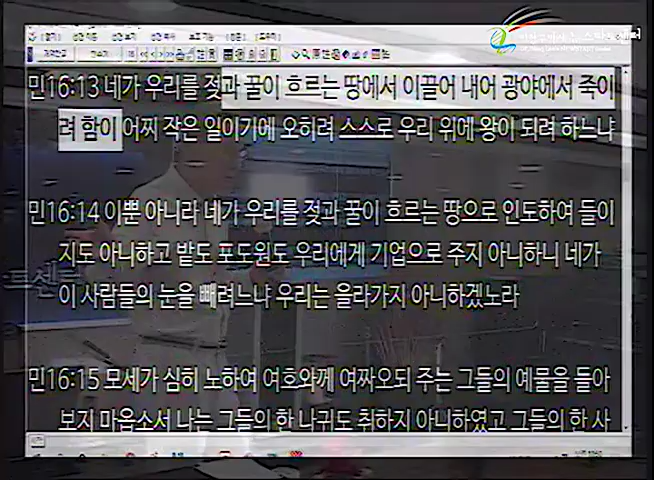 민16:13 네가 우리를 젖과 꿀이 흐르는 땅에서 이끌어 내어 광야에서 죽이
려 함이 어찌 작은 일이기에 오히려 스스로 우리 위에 왕이 되려 하느냐
민16:14 이뿐 아니라 네가 우리를 젖과 꿀이 흐르는 땅으로 인도하여 들이
지도 아니하고 밭도 포도원도 우리에게 기업으로 주지 아니하니 네가
이 사람들의 눈을 빼려느냐 우리는 올라가지 아니하겠노라
민16:15 모세가 심히 노하여 여호와께 여짜오되 주는 그들의 예물을 돌아
보지 마옵소서 나는 그들의 한 나귀도 취하지 아니하였고 그들의 한 사